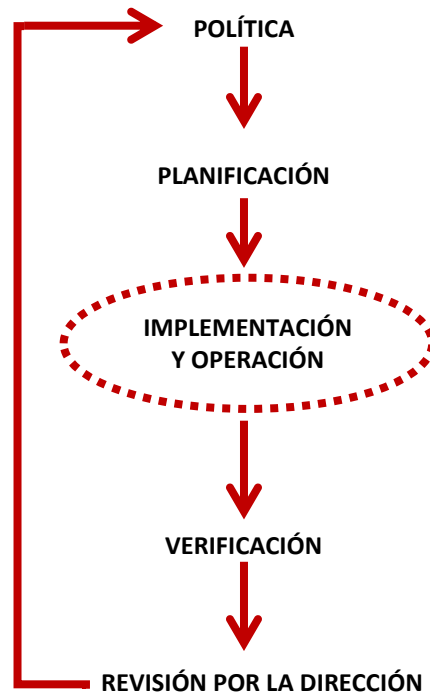 POLÍTICA
PLANIFICACIÓN
IMPLEMENTACIÓN
Y OPERACIÓN
VERIFICACIÓN
REVISIÓN POR LA DIRECCIÓN